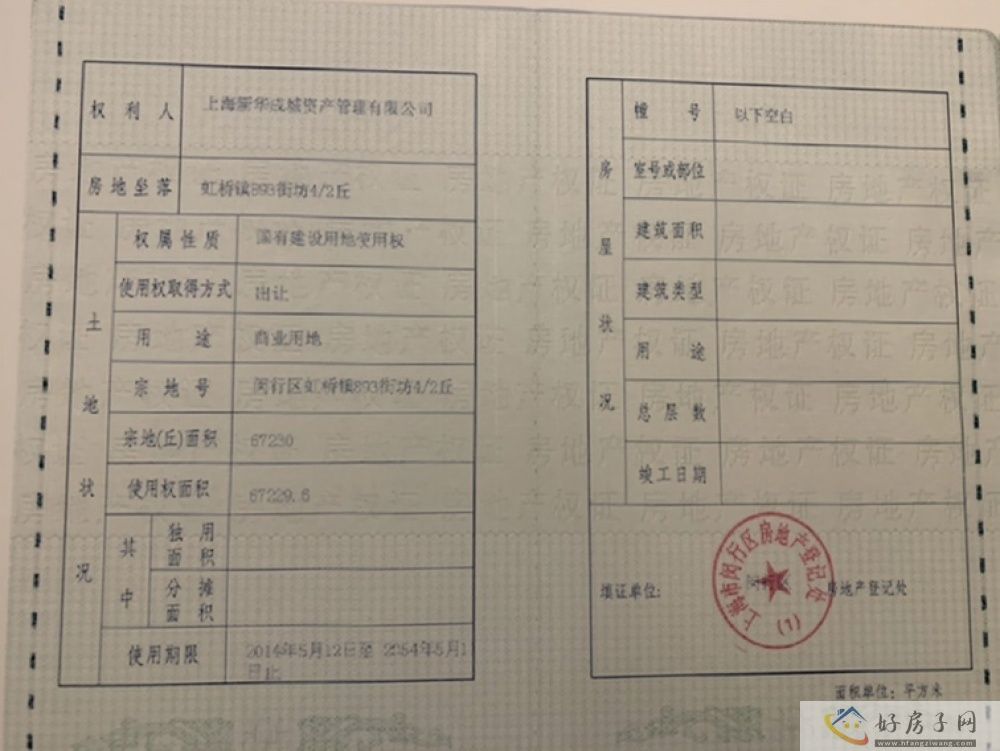 权利人 上海新华成城资产管理有限公司
房地坐落 虹桥镇893街坊4/2丘
土地状况
权属性质 国有建设用地使用权
使用权取得方式 出让
用途 商业用地
宗地号 闵行区虹桥镇893街坊4/2丘
宗地(丘)面积 67230
使用权面积 67229.6
其中
独用面积
分摊面积
使用期限 2014年5月12日至 2054年5月1
日止
房屋状况
幢号 以下空白
室号或部位
建筑面积
建筑类型
用途
总层数
竣工日期
填证单位: 房地产登记处
上海市闵行区房地产登记处
(1)
面积单位: 平方米
好房子网
www.hfangziwang.com